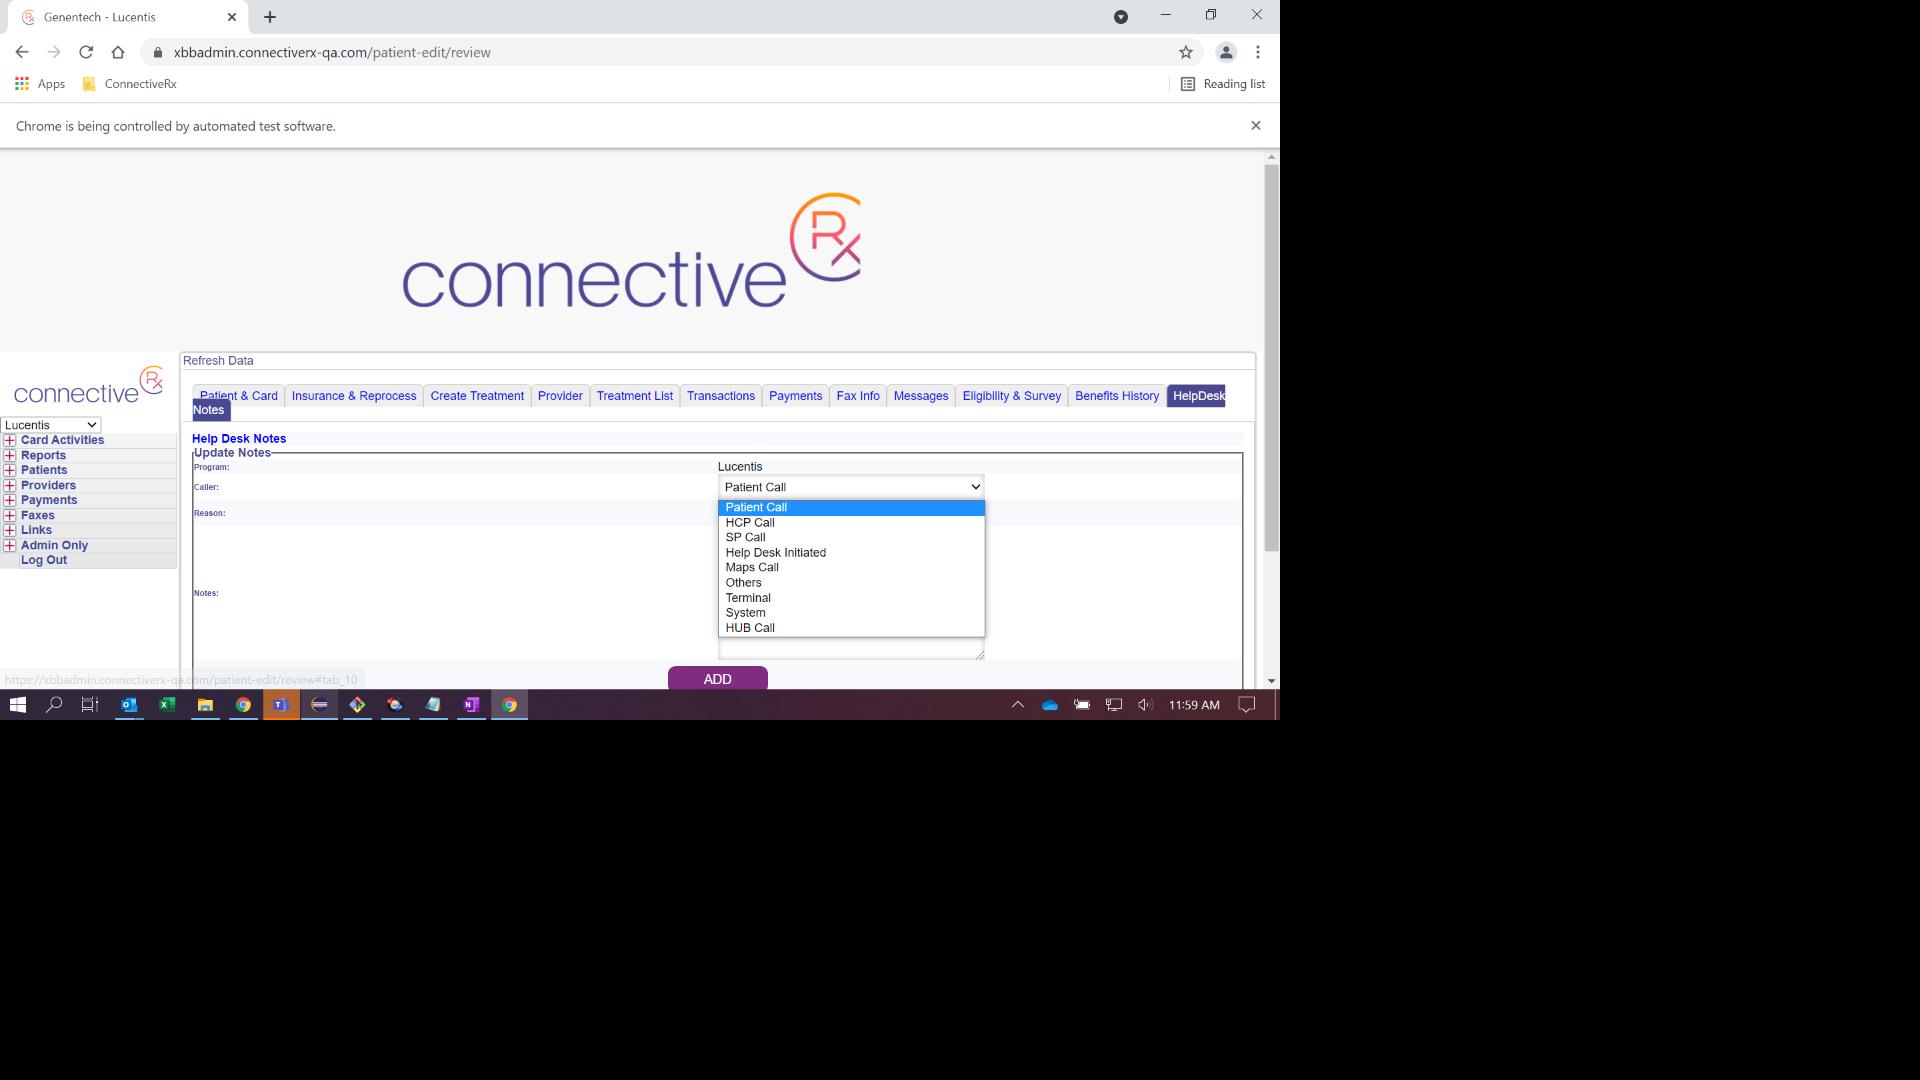 Genentech - Lucentis
xbbadmin.connectiverx-qa.com/patient-edit/review
Apps
ConnectiveRx
Reading list
Chrome is being controlled by automated test software.
connective Rx
connective Rx
Lucentis
Card Activities
Reports
Patients
Providers
Payments
Faxes
Links
Admin Only
Log Out
Refresh Data
Patient & Card Insurance & Reprocess Create Treatment Provider Treatment List Transactions Payments Fax Info Messages Eligibility & Survey Benefits History HelpDesk
Notes
Help Desk Notes
Update Notes
Program: Lucentis
Caller: Patient Call
Patient Call
Reason:
HCP Call
SP Call
Help Desk Initiated
Maps Call
Others
Notes:
Terminal
System
HUB Call
ADD
https://xbbadmin.connectiverx-qa.com/patient-edit/review#tab_10
11:59 AM